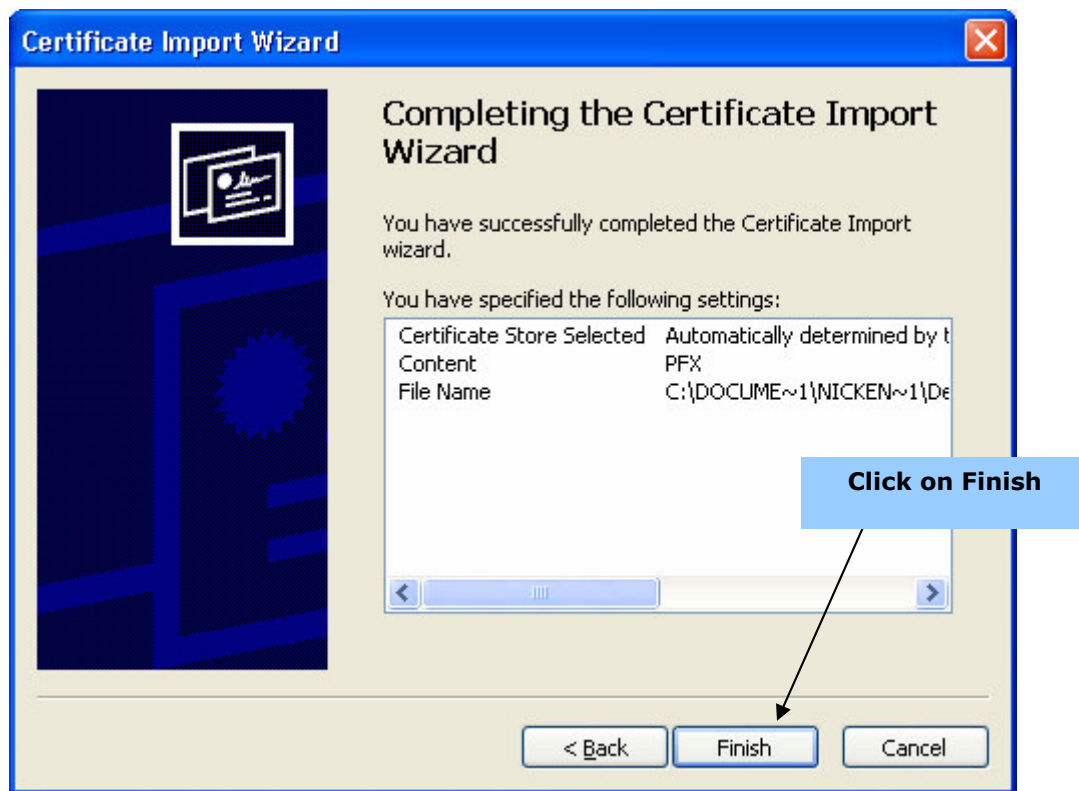 Certificate Import Wizard
Completing the Certificate Import
Wizard
You have successfully completed the Certificate Import
wizard.
You have specified the following settings:
Certificate Store Selected Automatically determined by t
Content PFX
File Name C:\DOCUME~1\NICKEN~1\De
Click on Finish
< Back Finish Cancel